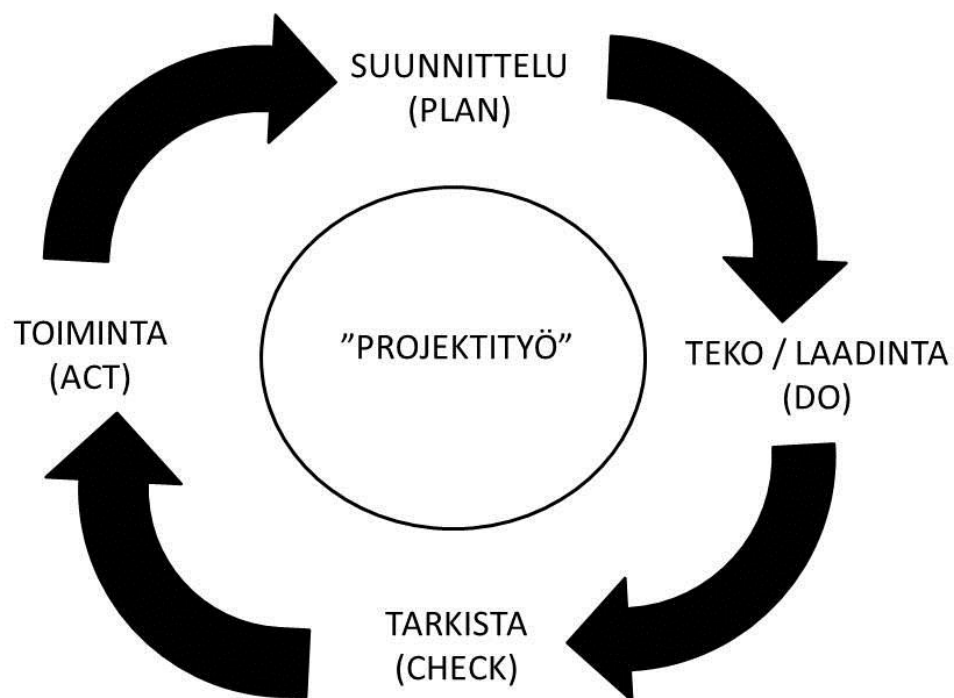 SUUNNITTELU
(PLAN)
TOIMINTA
(ACT)
”PROJEKTITYÖ”
TEKO / LAADINTA
(DO)
TARKISTA
(CHECK)